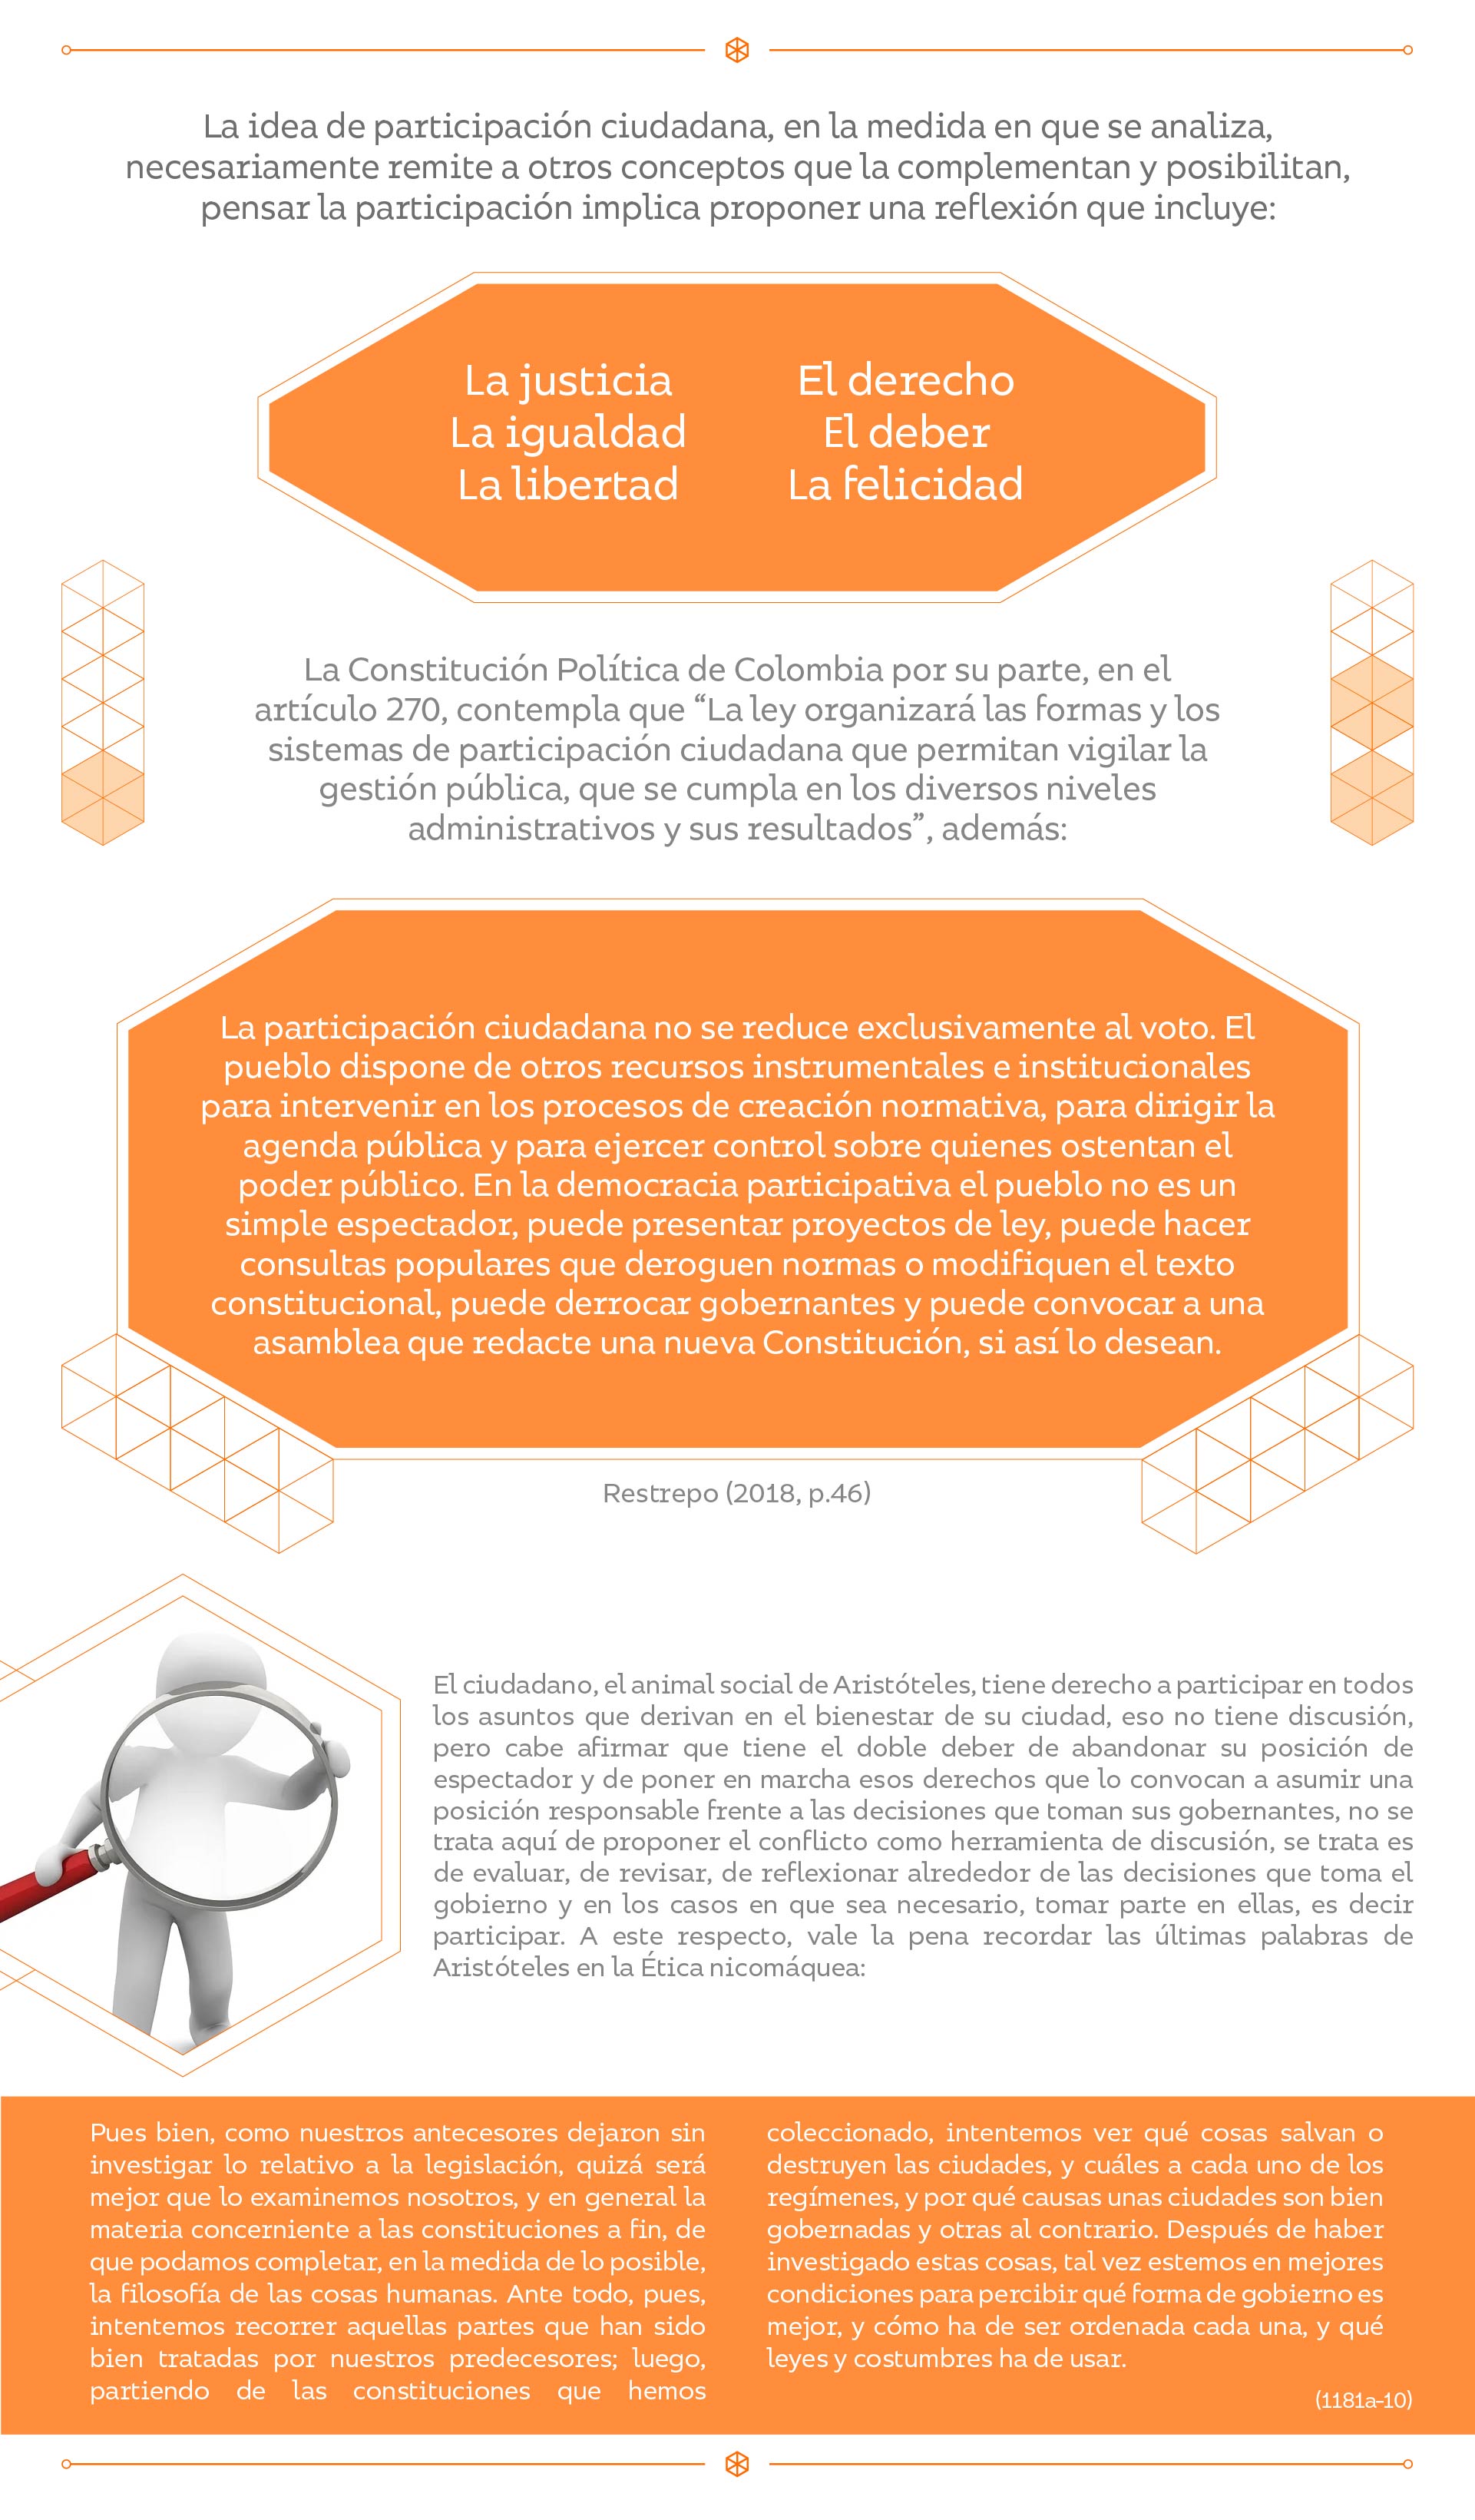 La idea de participación ciudadana, en la medida en que se analiza,
necesariamente remite a otros conceptos que la complementan y posibilitan,
pensar la participación implica proponer una reflexión que incluye:
La justicia
La igualdad
La libertad
El derecho
El deber
La felicidad
La Constitución Política de Colombia por su parte, en el
artículo 270, contempla que “La ley organizará las formas y los
sistemas de participación ciudadana que permitan vigilar la
gestión pública, que se cumpla en los diversos niveles
administrativos y sus resultados”, además:
La participación ciudadana no se reduce exclusivamente al voto. El
pueblo dispone de otros recursos instrumentales e institucionales
para intervenir en los procesos de creación normativa, para dirigir la
agenda pública y para ejercer control sobre quienes ostentan el
poder público. En la democracia participativa el pueblo no es un
simple espectador, puede presentar proyectos de ley, puede hacer
consultas populares que deroguen normas o modifiquen el texto
constitucional, puede derrocar gobernantes y puede convocar a una
asamblea que redacte una nueva Constitución, si así lo desean.
Restrepo (2018, p.46)
El ciudadano, el animal social de Aristóteles, tiene derecho a participar en todos
los asuntos que derivan en el bienestar de su ciudad, eso no tiene discusión,
pero cabe afirmar que tiene el doble deber de abandonar su posición de
espectador y de poner en marcha esos derechos que lo convocan a asumir una
posición responsable frente a las decisiones que toman sus gobernantes, no se
trata aquí de proponer el conflicto como herramienta de discusión, se trata es
de evaluar, de revisar, de reflexionar alrededor de las decisiones que toma el
gobierno y en los casos en que sea necesario, tomar parte en ellas, es decir
participar. A este respecto, vale la pena recordar las últimas palabras de
Aristóteles en la Ética nicomáquea:
Pues bien, como nuestros antecesores dejaron sin
investigar lo relativo a la legislación, quizá será
mejor que lo examinemos nosotros, y en general la
materia concerniente a las constituciones a fin, de
que podamos completar, en la medida de lo posible,
la filosofía de las cosas humanas. Ante todo, pues,
intentemos recorrer aquellas partes que han sido
bien tratadas por nuestros predecesores; luego,
partiendo de las constituciones que hemos
coleccionado, intentemos ver qué cosas salvan o
destruyen las ciudades, y cuáles a cada uno de los
regímenes, y por qué causas unas ciudades son bien
gobernadas y otras al contrario. Después de haber
investigado estas cosas, tal vez estemos en mejores
condiciones para percibir qué forma de gobierno es
mejor, y cómo ha de ser ordenada cada una, y qué
leyes y costumbres ha de usar.
(1181a-10)